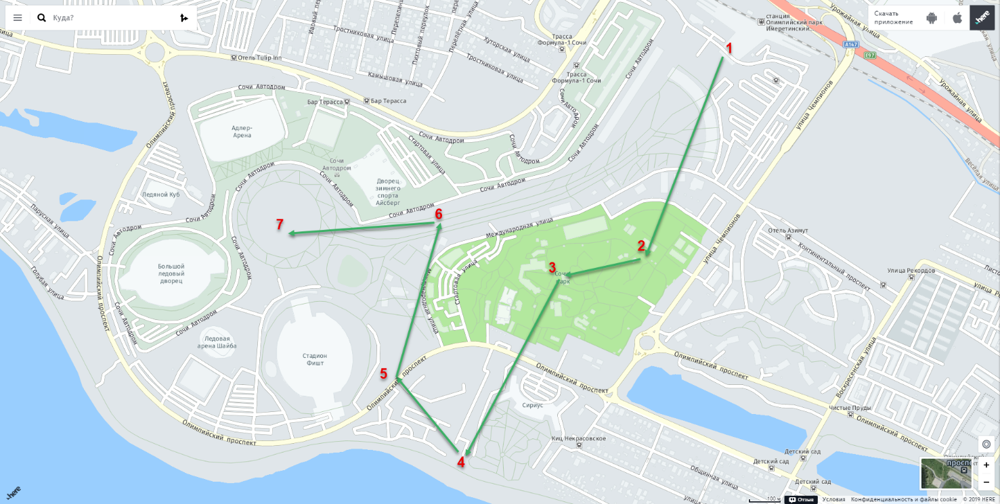 Куда?
Скачать
приложение
here
станция
Олимпийский парк
Имеретинский...
Урожайная улица
A147
E97
Урожайная улица
Весёлая улица
Ивовый пер
Перепелин
Тростниковая улица
Пихтовый переулок
Перелётная улица
Хуторская улица
Тростниковая улица
Камышовая улица
Отель Tulip-Inn
Трасса
Формула-1 Сочи
Трасса
Формула-1 Сочи
Сочи Автодром
1
Сочи Автодром
Бар Терасса
Бар Терасса
Олимпийский проспект
Адлер-
Арена
Сочи Автодром
Сочи Автодром
Стартовая улица
Сочи Автодром
Сочи Автодром
улица Чемпионов
Сочи
Автодром
Дворец
зимнего
спорта
Айсберг
Сочи Автодром
Сочи Автодром
Сочи Автодром
Сочи Автодром
Ледяной Куб
Сочи Автодром
Парусная улица
Сочи Автодром
6
7
Международная улица
2
3
Сочи
парк
Отель Азимут
Континентальный проспект
Улица Рекордов
улица Чемпионов
Голубая улица
Большой
ледовый
дворец
Сочи Автодром
Стартовая улица
Международная улица
Олимпийский проспект
Сочи Автодром
Сочи Автодром
Ледовая
арена Шайба
Стадион
Фишт
5
Олимпийский проспект
Олимпийский проспект
Олимпийский проспект
Воскресенская улица
Сириус
Чистые Пруды
Олимпийский проспект
Олимпийский проспект
4
Киц Некрасовское
Детский сад
Детский сад
Общинная улица
Детский сад
проспе
here
100 м
Отзыв
Условия
Конфиденциальность и файлы cookie
© 2019 HERE